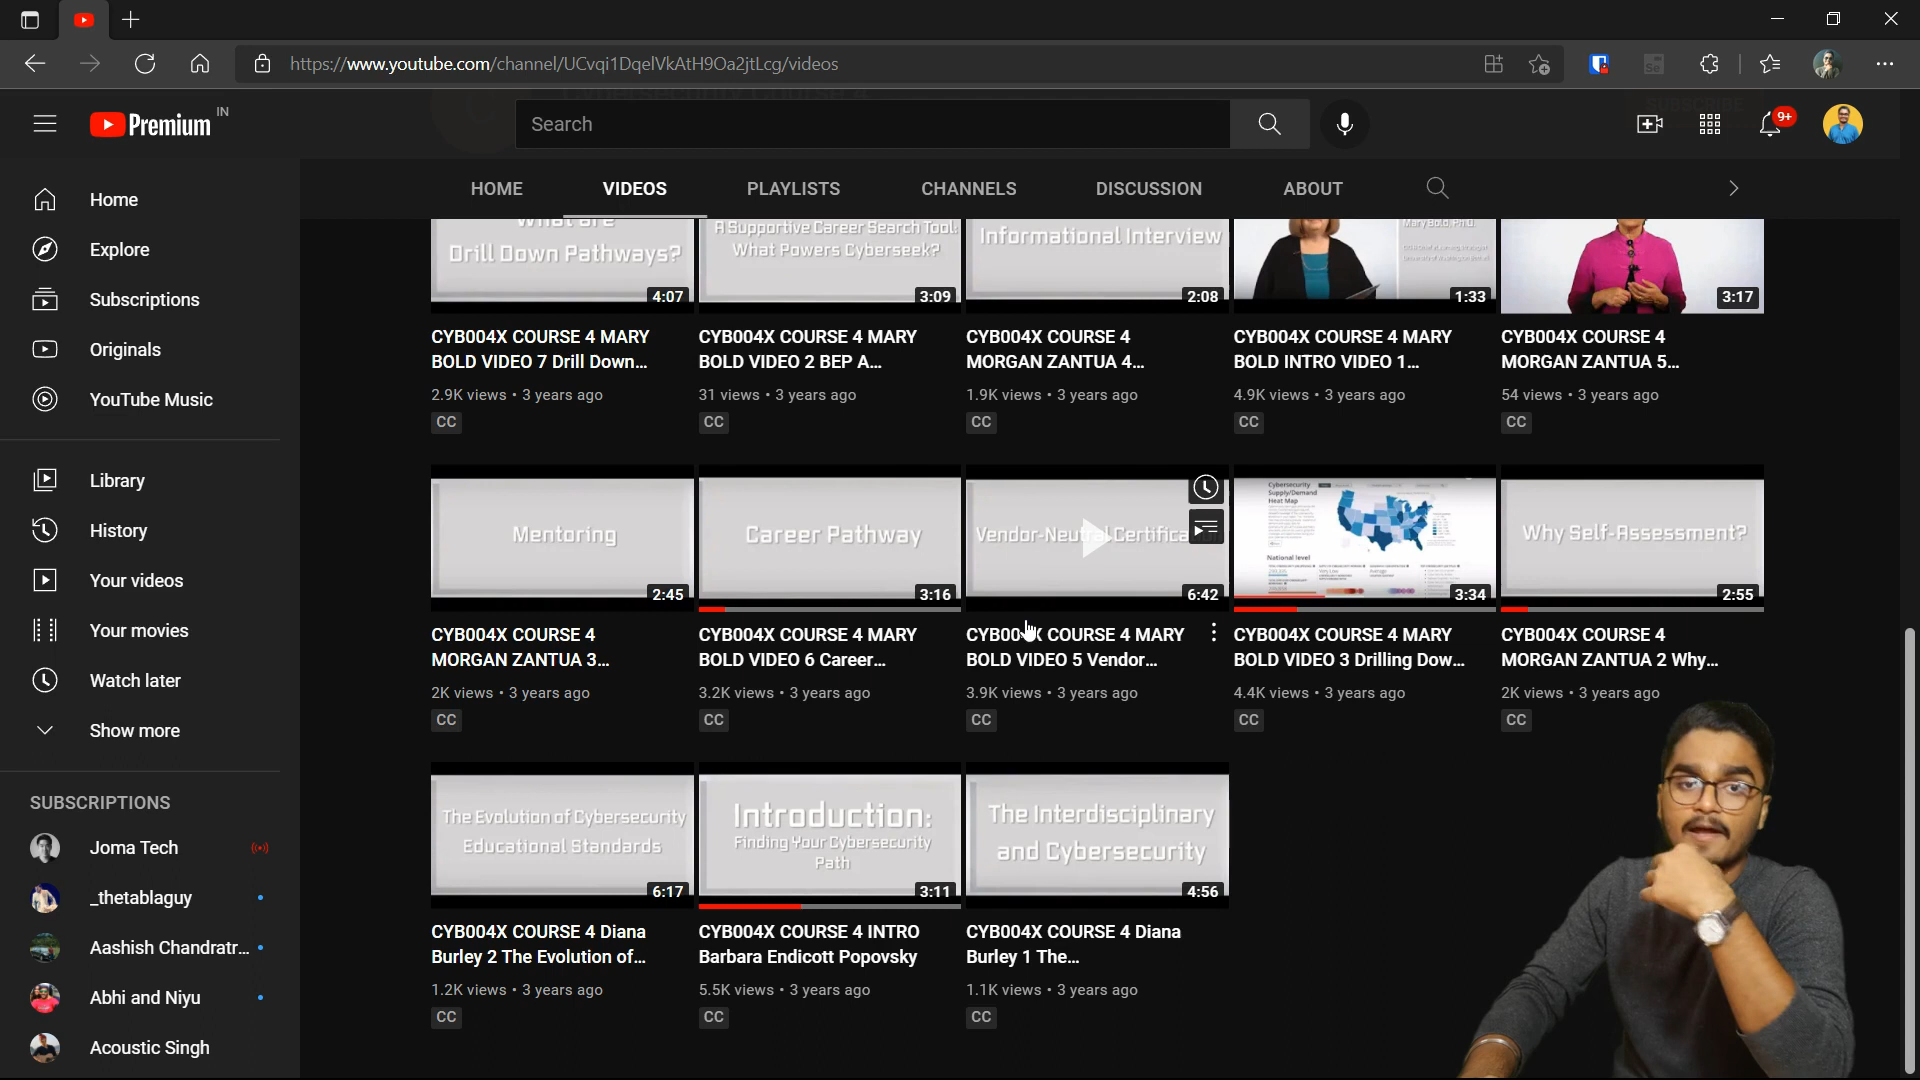 https://www.youtube.com/channel/UCvqi1DqelVkAtH9Oa2jtLcg/videos
Premium
IN
Search
9+
HOME
VIDEOS
PLAYLISTS
CHANNELS
DISCUSSION
ABOUT
Home
Explore
Subscriptions
Originals
YouTube Music
Library
History
Your videos
Your movies
Watch later
Show more
SUBSCRIPTIONS
Joma Tech
_thetablaguy
Aashish Chandratr...
Abhi and Niyu
Acoustic Singh
What are
Drill Down Pathways?
4:07
CYB004X COURSE 4 MARY
BOLD VIDEO 7 Drill Down...
2.9K views • 3 years ago
CC
A Supportive Career Search Tool:
What Powers Cyberseek?
3:09
CYB004X COURSE 4 MARY
BOLD VIDEO 2 BEP A...
31 views • 3 years ago
CC
Informational Interview
2:08
CYB004X COURSE 4
MORGAN ZANTUA 4...
1.9K views • 3 years ago
CC
Mary Bold, Ph.D.
1:33
CYB004X COURSE 4 MARY
BOLD INTRO VIDEO 1...
4.9K views • 3 years ago
CC
3:17
CYB004X COURSE 4
MORGAN ZANTUA 5...
54 views • 3 years ago
CC
Mentoring
2:45
CYB004X COURSE 4
MORGAN ZANTUA 3...
2K views • 3 years ago
CC
Career Pathway
3:16
CYB004X COURSE 4 MARY
BOLD VIDEO 6 Career...
3.2K views • 3 years ago
CC
Vendor-Neutral Certifica
6:42
COURSE 4 MARY
BOLD VIDEO 5 Vendor...
3.9K views • 3 years ago
CC
Cybersecurity
Supply/Demand
Heat Map
National level
3:34
CYB004X COURSE 4 MARY
BOLD VIDEO 3 Drilling Dow...
4.4K views • 3 years ago
CC
Why Self-Assessment?
2:55
CYB004X COURSE 4
MORGAN ZANTUA 2 Why...
2K views • 3 years ago
CC
The Evolution of Cybersecurity
Educational Standards
6:17
CYB004X COURSE 4 Diana
Burley 2 The Evolution of...
1.2K views • 3 years ago
CC
Introduction:
Finding Your Cybersecurity
Path
3:11
CYB004X COURSE 4 INTRO
Barbara Endicott Popovsky
5.5K views • 3 years ago
CC
The Interdisciplinary
and Cybersecurity
4:56
CYB004X COURSE 4 Diana
Burley 1 The...
1.1K views • 3 years ago
CC